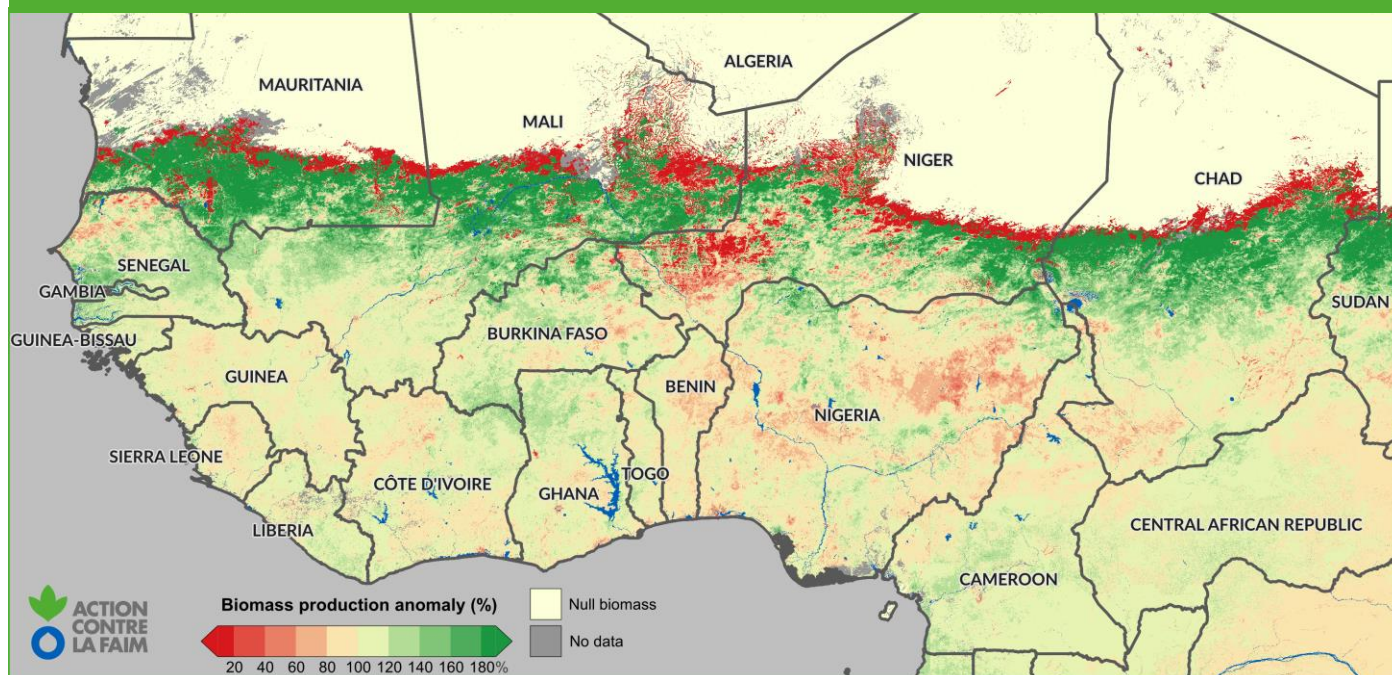 ALGERIA
MAURITANIA
MALI
NIGER
CHAD
SENEGAL
GAMBIA
SUDAN
GUINEA-BISSAU
BURKINA FASO
GUINEA
BENIN
NIGERIA
SIERRA LEONE
CÔTE D'IVOIRE
GHANA
TOGO
LIBERIA
CENTRAL AFRICAN REPUBLIC
CAMEROON
ACTION
CONTRE
LA FAIM
Biomass production anomaly (%)
20 40 60 80 100 120 140 160 180%
Null biomass
No data